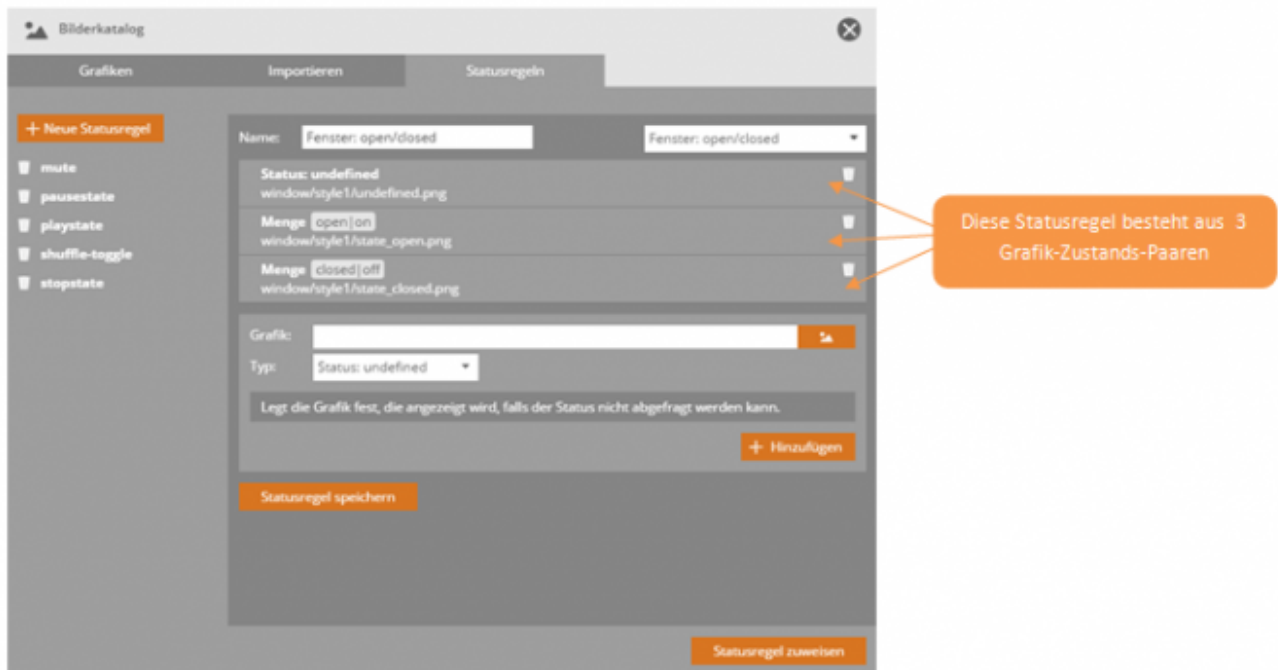 Bilderkatalog
Grafiken Importieren Statusregeln
+ Neue Statusregel
mute
pausestate
playstate
shuffle-toggle
stopstate
Name: Fenster: open/closed Fenster: open/closed
Status: undefined
window/style1/undefined.png
Menge open|on
window/style1/state_open.png
Menge closed|off
window/style1/state_closed.png
Grafik:
Typ: Status: undefined
Legt die Grafik fest, die angezeigt wird, falls der Status nicht abgefragt werden kann.
+ Hinzufügen
Statusregel speichern
Statusregel zuweisen
Diese Statusregel besteht aus 3
Grafik-Zustands-Paaren